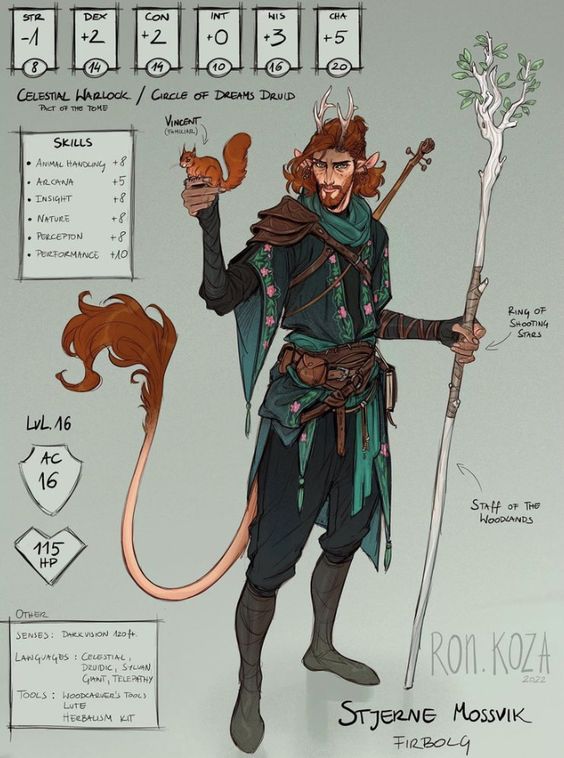 STR
DEX
CON
INT
WIS
CHA
-1
+2
+2
+0
+3
+5
8
14
14
10
16
20
CELESTIAL WARLOCK / CIRCLE OF DREAMS DRUID
PACT OF THE TOME
VINCENT
(FAMILIAR)
SKILLS
• ANIMAL HANDLING +8
• ARCANA +5
• INSIGHT +8
• NATURE +8
• PERCEPTON +8
• PERFORMANCE +10
RING OF
SHOOTING
STARS
LVL. 16
AC
16
115
HP
STAFF OF THE
WOODLANDS
OTHER
SENSES: DARKVISION 120ft.
LANGUAGES: CELESTIAL,
DRUIDIC, SYLVAN
GIANT, TELEPATHY
TOOLS: WOODCARVER'S TOOLS
LUTE
HERBALISM KIT
RON.KOZA
2022
STJERNE MOSSVIK
FIRBOLG